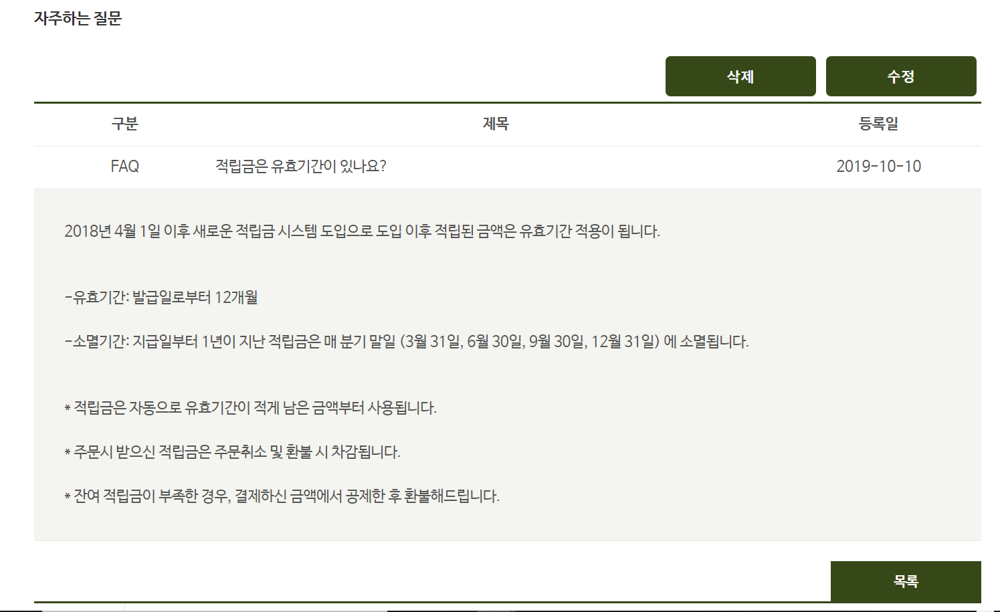 자주하는 질문
삭제 수정
구분 제목 등록일
FAQ 적립금은 유효기간이 있나요? 2019-10-10
2018년 4월 1일 이후 새로운 적립금 시스템 도입으로 도입 이후 적립된 금액은 유효기간 적용이 됩니다.
-유효기간: 발급일로부터 12개월
-소멸기간: 지급일부터 1년이 지난 적립금은 매 분기 말일 (3월 31일, 6월 30일, 9월 30일, 12월 31일) 에 소멸됩니다.
* 적립금은 자동으로 유효기간이 적게 남은 금액부터 사용됩니다.
* 주문시 받으신 적립금은 주문취소 및 환불 시 차감됩니다.
* 잔여 적립금이 부족한 경우, 결제하신 금액에서 공제한 후 환불해드립니다.
목록